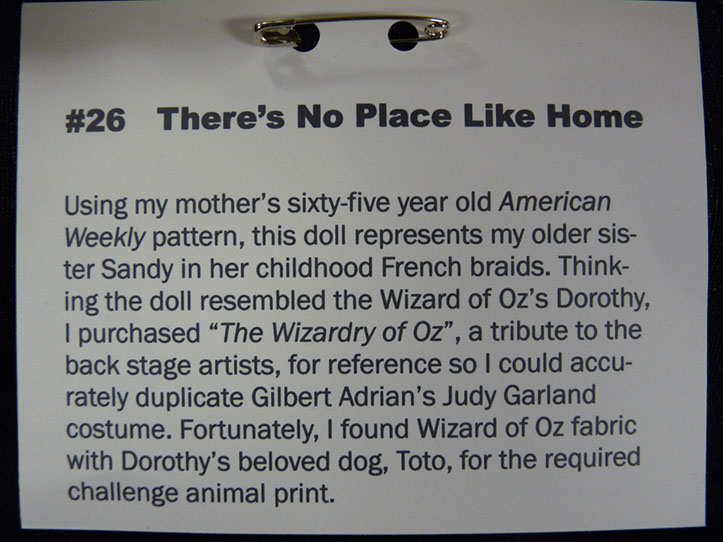 #26 There's No Place Like Home
Using my mother's sixty-five year old American
Weekly pattern, this doll represents my older sis-
ter Sandy in her childhood French braids. Think-
ing the doll resembled the Wizard of Oz's Dorothy,
I purchased “The Wizardry of Oz”, a tribute to the
back stage artists, for reference so I could accu-
rately duplicate Gilbert Adrian's Judy Garland
costume. Fortunately, I found Wizard of Oz fabric
with Dorothy's beloved dog, Toto, for the required
challenge animal print.